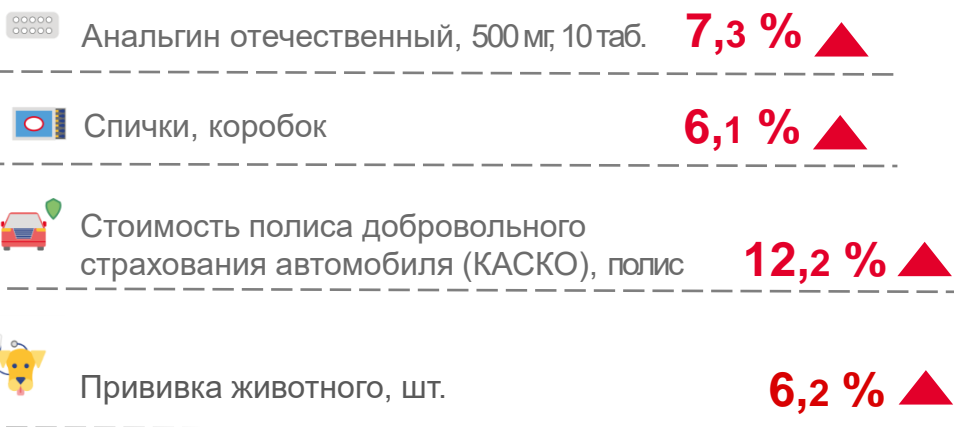 Анальгин отечественный, 500 мг, 10 таб. 7,3 %
Спички, коробок 6,1 %
Стоимость полиса добровольного
страхования автомобиля (КАСКО), полис 12,2 %
Прививка животного, шт. 6,2 %